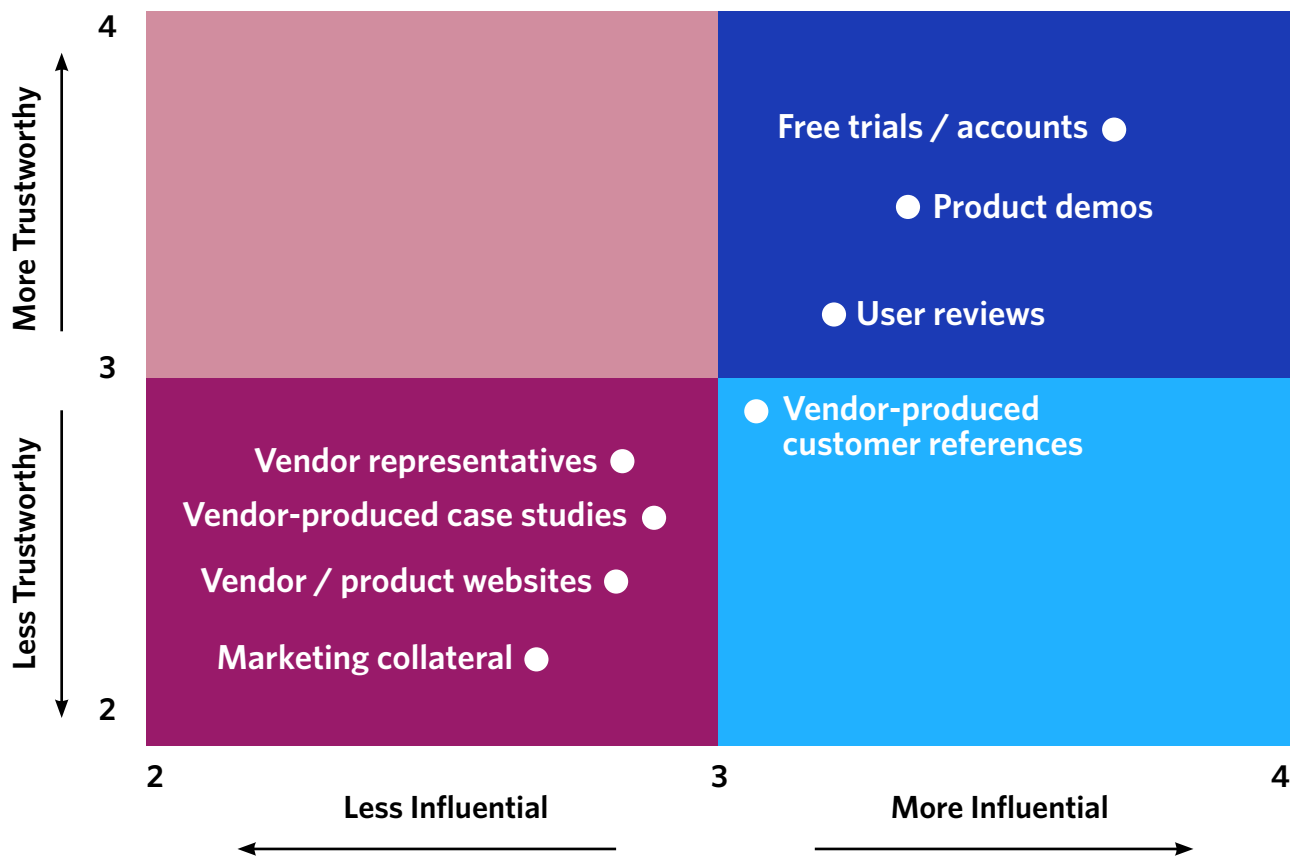 4
More Trustworthy
Free trials / accounts
Product demos
User reviews
3
Vendor-produced
customer references
Less Trustworthy
Vendor representatives
Vendor-produced case studies
Vendor / product websites
Marketing collateral
2
2
3
4
Less Influential
More Influential